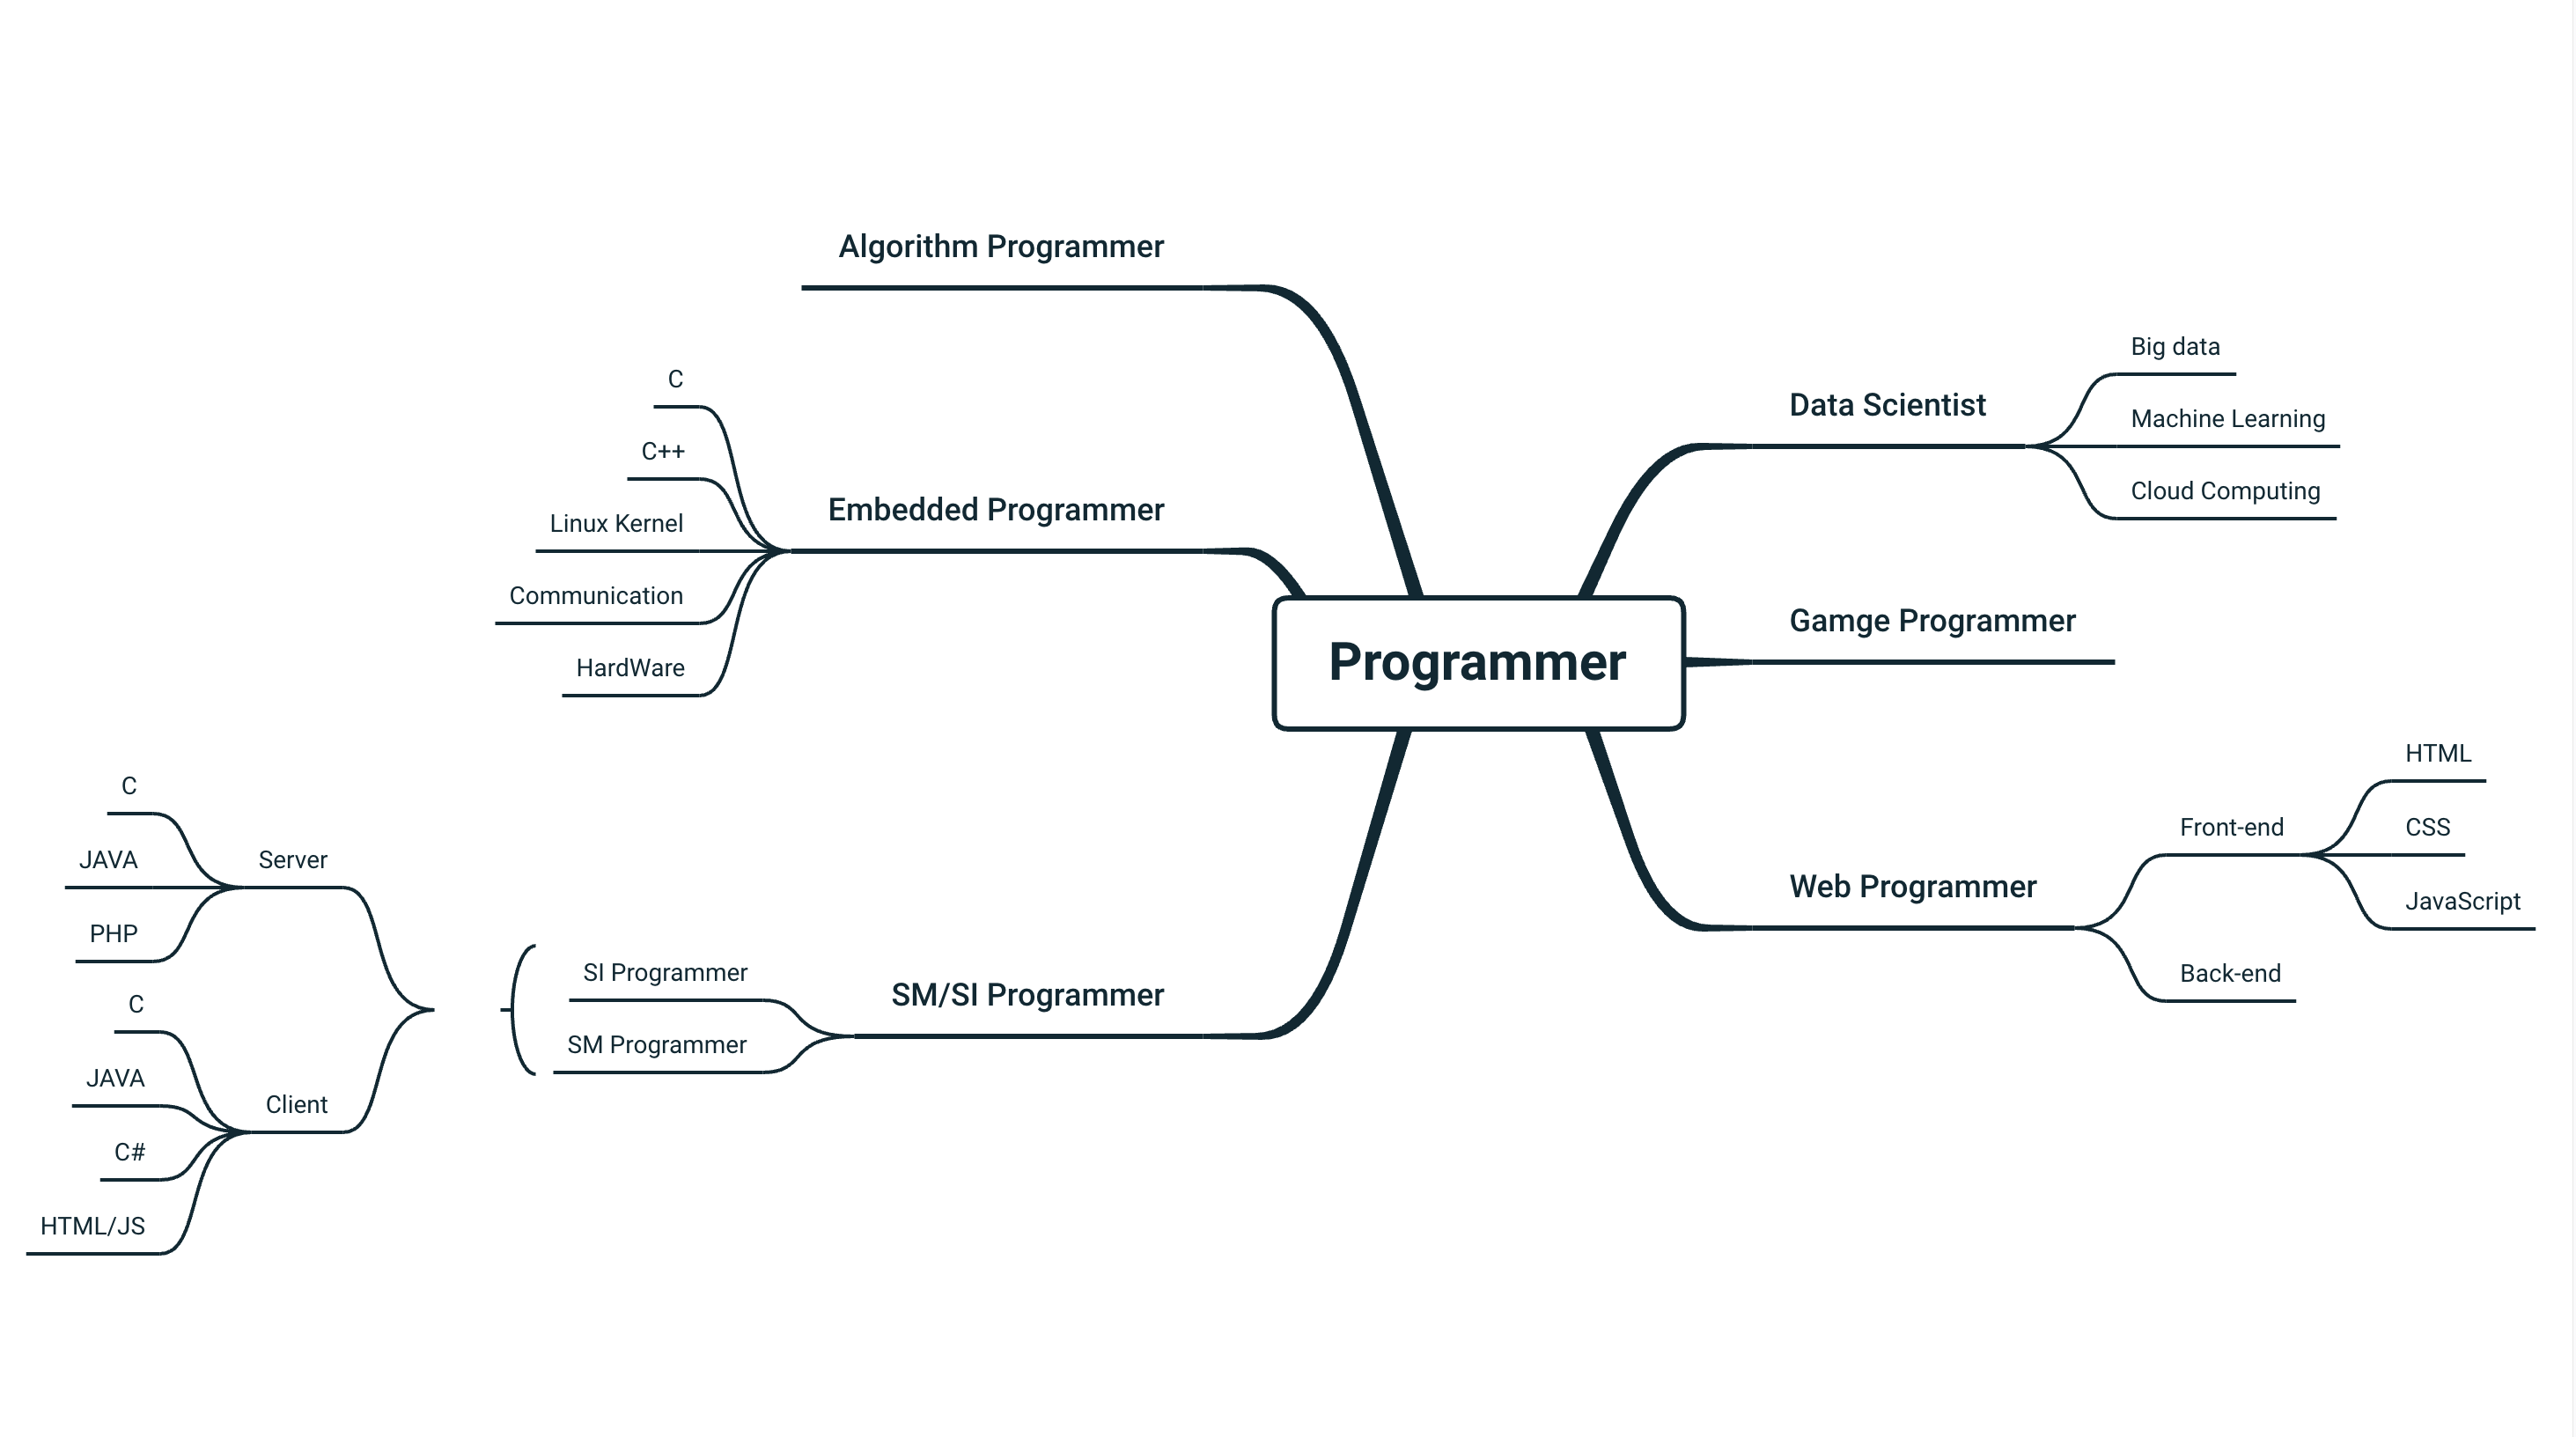 Algorithm Programmer
Embedded Programmer
C
C++
Linux Kernel
Communication
HardWare
SM/SI Programmer
SI Programmer
SM Programmer
Server
C
JAVA
PHP
Client
C
JAVA
C#
HTML/JS
Programmer
Data Scientist
Big data
Machine Learning
Cloud Computing
Gamge Programmer
Web Programmer
Front-end
HTML
CSS
JavaScript
Back-end